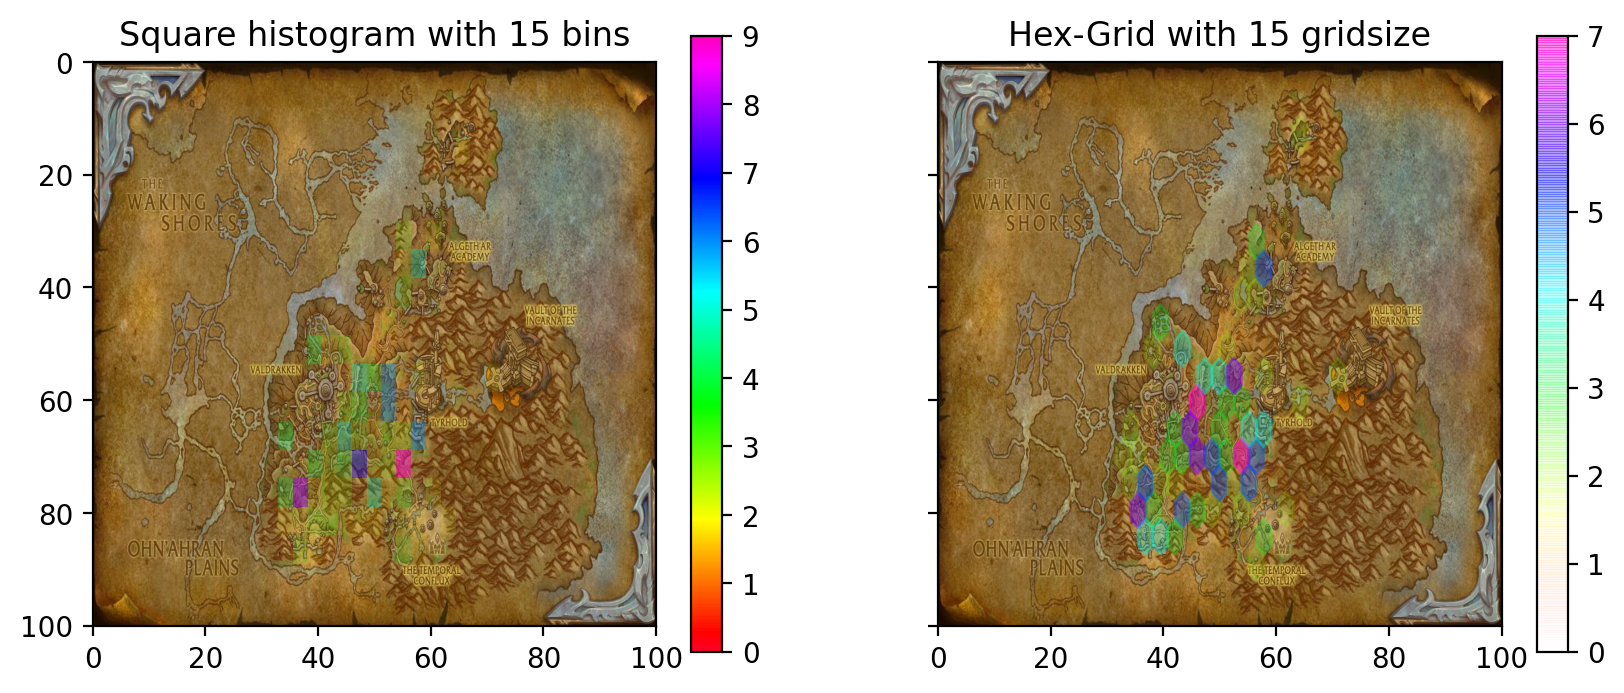 Square histogram with 15 bins
0
20
40
60
80
100
0
20
40
60
80
100
THE
WAKING
SHORES
ALGETH'AR
ACADEMY
VAULT OF THE
INCARNATES
VALDRAKKEN
TYRHOLD
OHN'AHRAN
PLAINS
THE TEMPORAL
CONFLUX
9
8
7
6
5
4
3
2
1
0
Hex-Grid with 15 gridsize
0
20
40
60
80
100
THE
WAKING
SHORES
ALGETH'AR
ACADEMY
VAULT OF THE
INCARNATES
VALDRAKKEN
TYRHOLD
OHN'AHRAN
PLAINS
THE TEMPORAL
CONFLUX
7
6
5
4
3
2
1
0